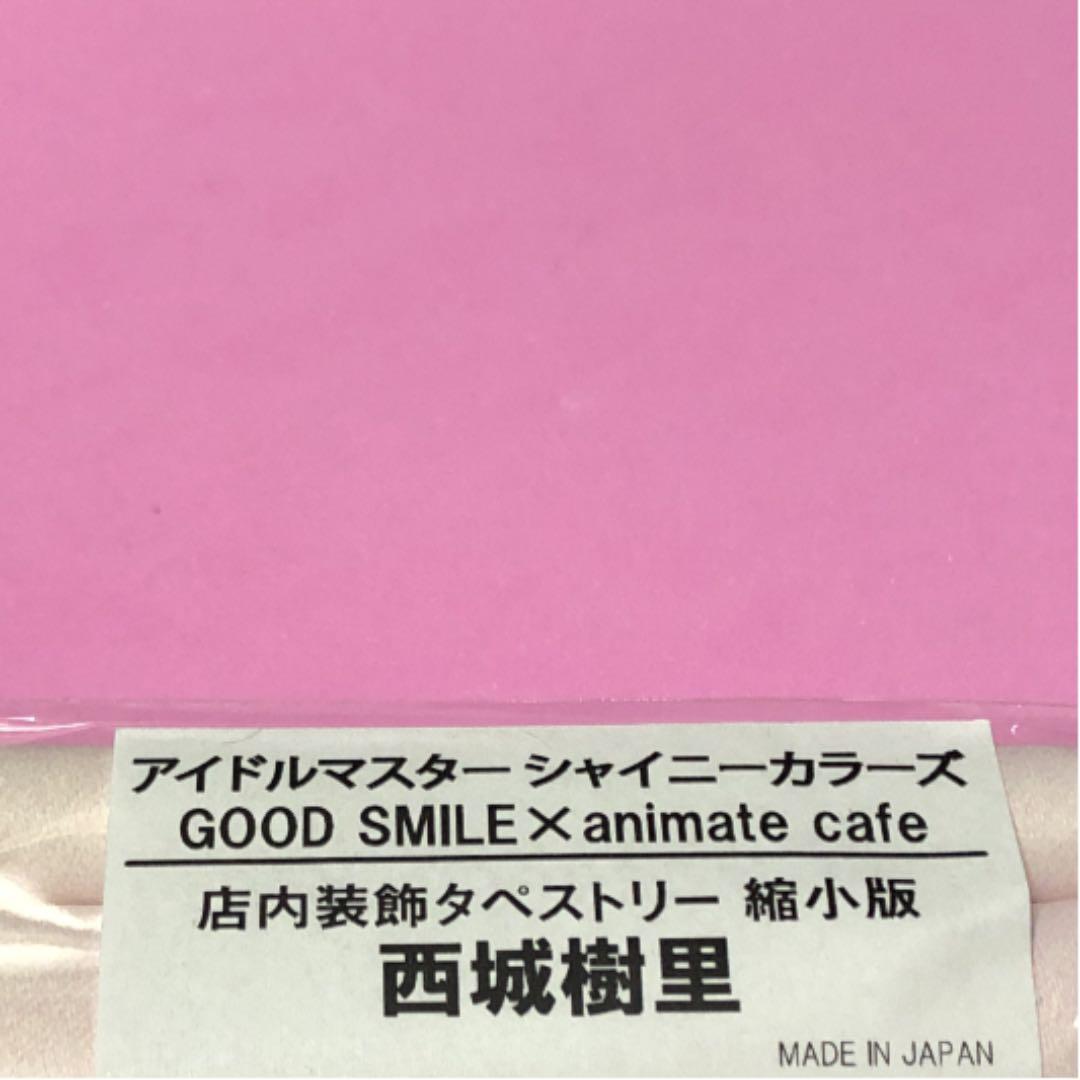 アイドルマスター シャイニーカラーズ
GOOD SMILE×animate cafe
店内装飾タペストリー 縮小版
西城樹里
MADE IN JAPAN